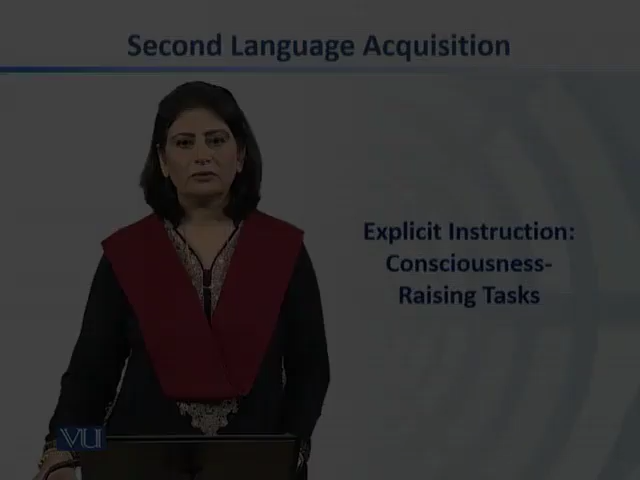 Second Language Acquisition
Explicit Instruction:
Consciousness-
Raising Tasks
VU